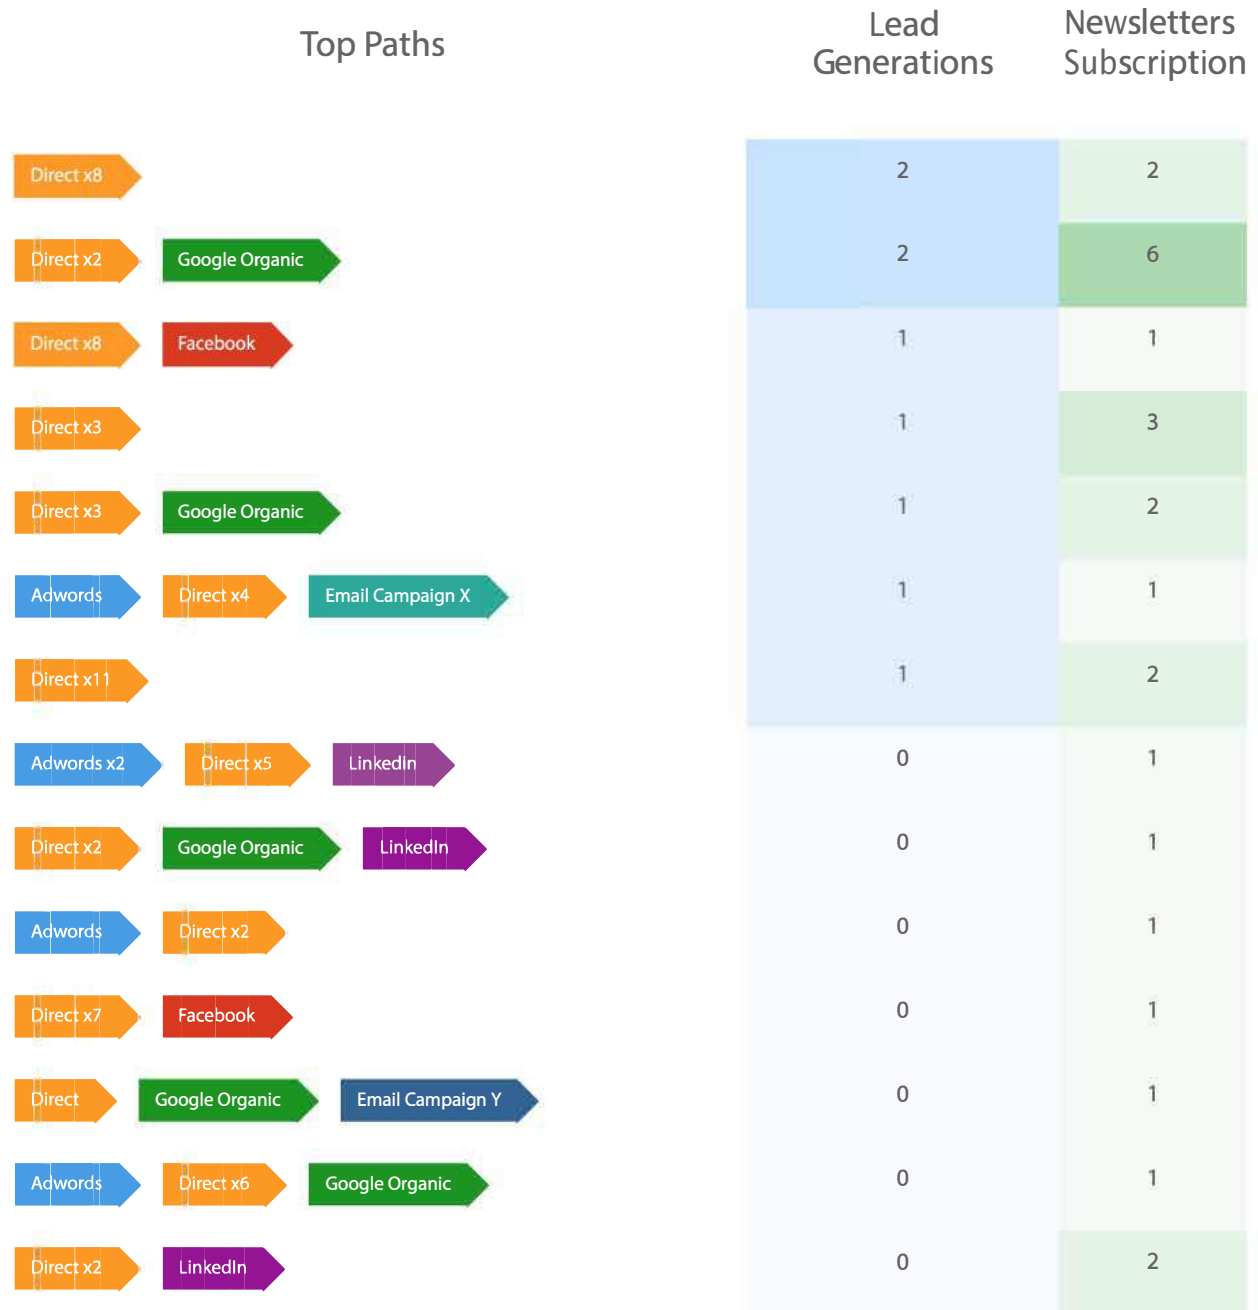 Top Paths
Lead
Generations
Newsletters
Subscription
Direct x8 2 2
Direct x2 Google Organic 2 6
Direct x8 Facebook 1 1
Direct x3 1 3
Direct x3 Google Organic 1 2
Adwords Direct x4 Email Campaign X 1 1
Direct x11 1 2
Adwords x2 Direct x5 LinkedIn 0 1
Direct x2 Google Organic LinkedIn 0 1
Adwords Direct x2 0 1
Direct x7 Facebook 0 1
Direct Google Organic Email Campaign Y 0 1
Adwords Direct x6 Google Organic 0 1
Direct x2 LinkedIn 0 2